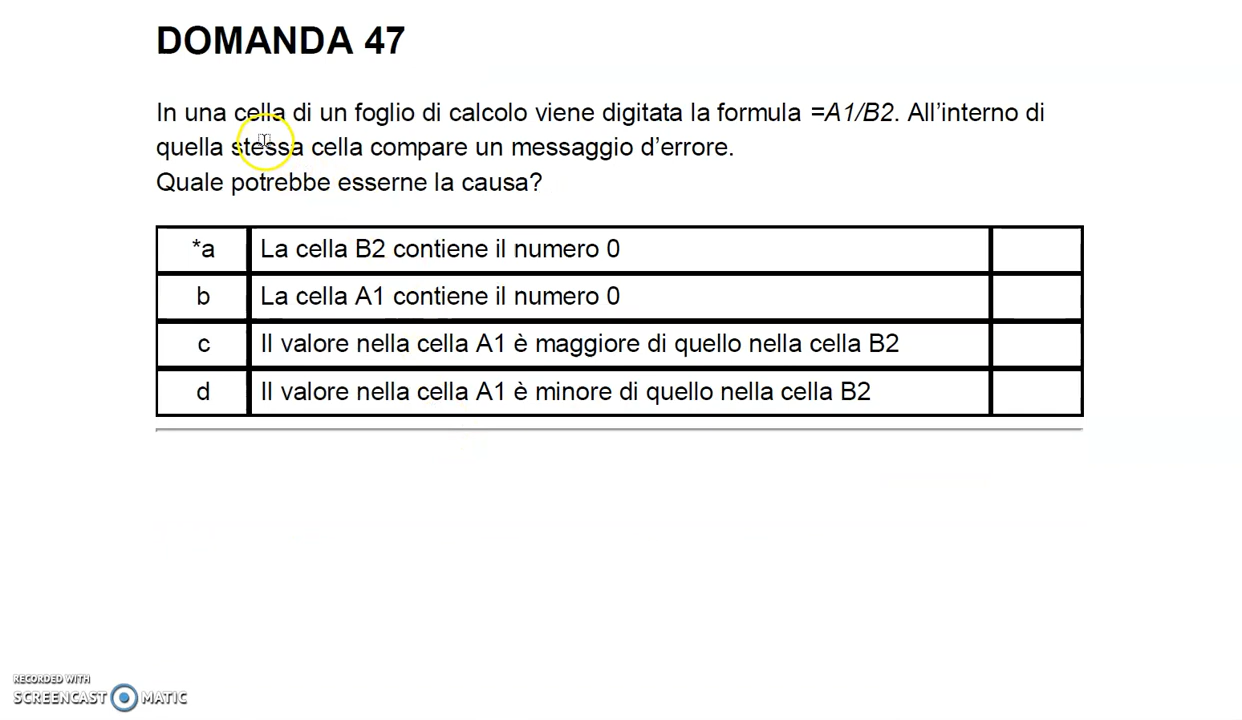 DOMANDA 47
In una cella di un foglio di calcolo viene digitata la formula =A1/B2. All’interno di
quella stessa cella compare un messaggio d’errore.
Quale potrebbe esserne la causa?
*a La cella B2 contiene il numero 0
b La cella A1 contiene il numero 0
c Il valore nella cella A1 è maggiore di quello nella cella B2
d Il valore nella cella A1 è minore di quello nella cella B2
RECORDED WITH
SCREENCAST MATIC